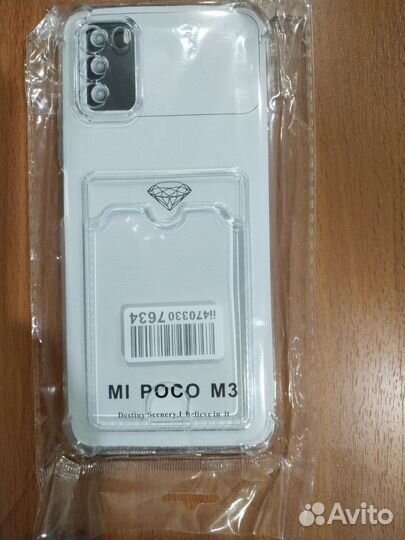 ii470330 7634
MI POCO M3
Destiny Scenery,I believe in it
Avito